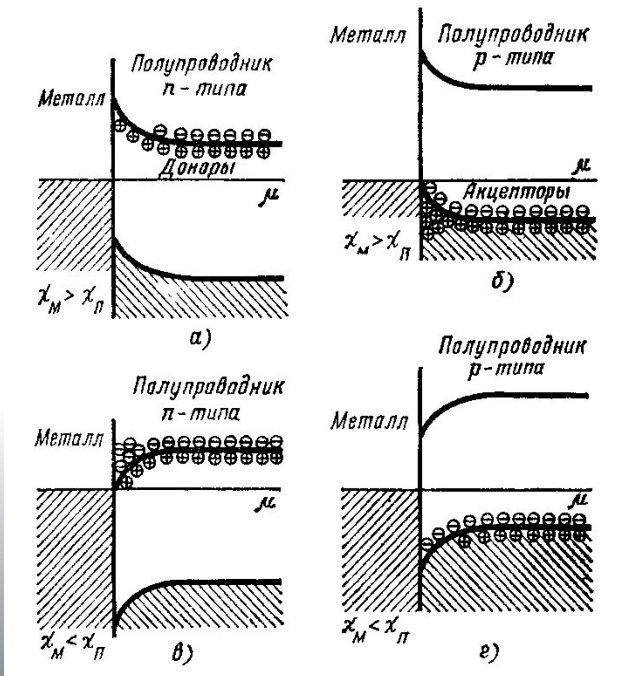 Полупроводник
n-типа
Металл
Доноры
μ
χм > χп
а)
Металл
Полупроводник
p-типа
Акцепторы
μ
χм > χп
б)
Полупроводник
n-типа
Металл
μ
χм < χп
в)
Полупроводник
p-типа
Металл
μ
χм < χп
г)